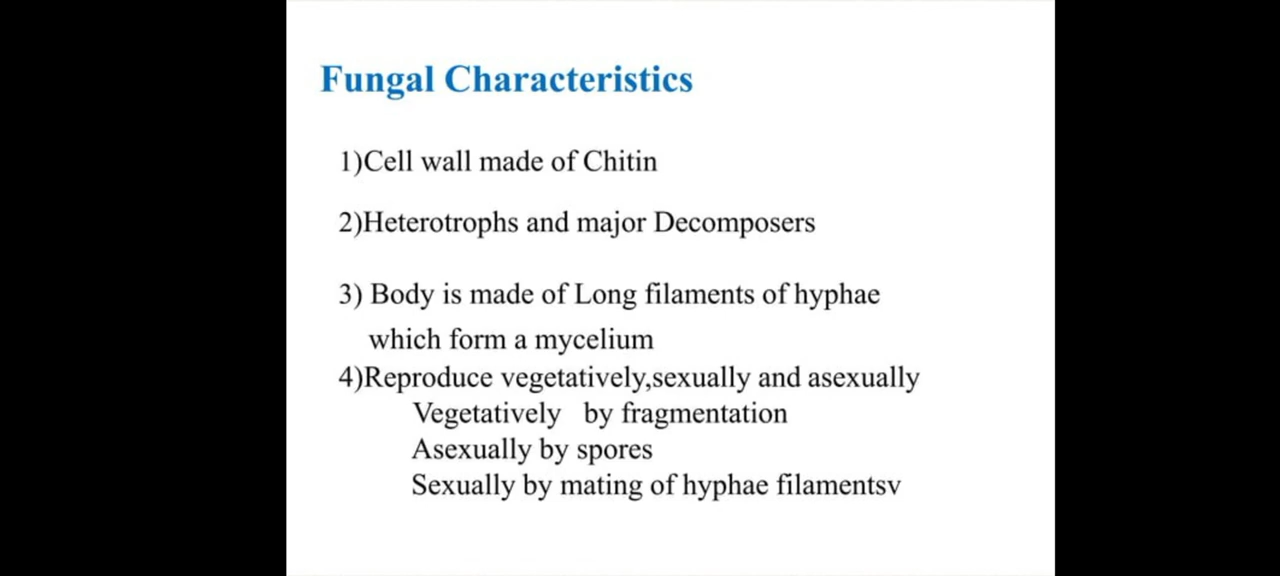 Fungal Characteristics
1)Cell wall made of Chitin
2)Heterotrophs and major Decomposers
3) Body is made of Long filaments of hyphae
which form a mycelium
4)Reproduce vegetatively,sexually and asexually
Vegetatively by fragmentation
Asexually by spores
Sexually by mating of hyphae filamentsv